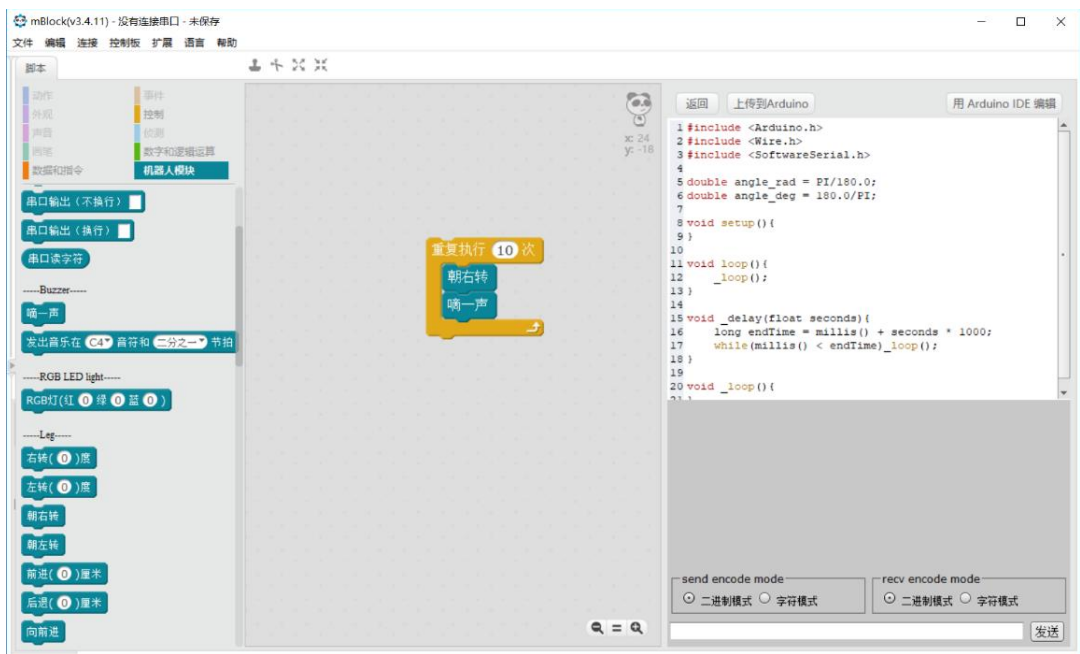 mBlock(v3.4.11) - 没有连接串口 - 未保存
文件 编辑 连接 控制板 扩展 语言 帮助
脚本
动作 事件
外观 控制
声音 侦测
画笔 数字和逻辑运算
数据和指令 机器人模块
串口输出（不换行）
串口输出（换行）
串口读字符
-----Buzzer-----
嘀一声
发出音乐在 C4 音符和 二分之一 节拍
-----RGB LED light-----
RGB灯(红 0 绿 0 蓝 0 )
-----Leg-----
右转( 0 )度
左转( 0 )度
朝右转
朝左转
前进( 0 )厘米
后退( 0 )厘米
向前进
x: 24
y: -18
重复执行 10 次
朝右转
嘀一声
返回 上传到Arduino 用 Arduino IDE 编辑
1 #include <Arduino.h>
2 #include <Wire.h>
3 #include <SoftwareSerial.h>
4
5 double angle_rad = PI/180.0;
6 double angle_deg = 180.0/PI;
7
8 void setup(){
9 }
10
11 void loop(){
12 _loop();
13 }
14
15 void _delay(float seconds){
16 long endTime = millis() + seconds * 1000;
17 while(millis() < endTime)_loop();
18 }
19
20 void _loop(){
21 }
send encode mode recv encode mode
二进制模式 字符模式 二进制模式 字符模式
发送